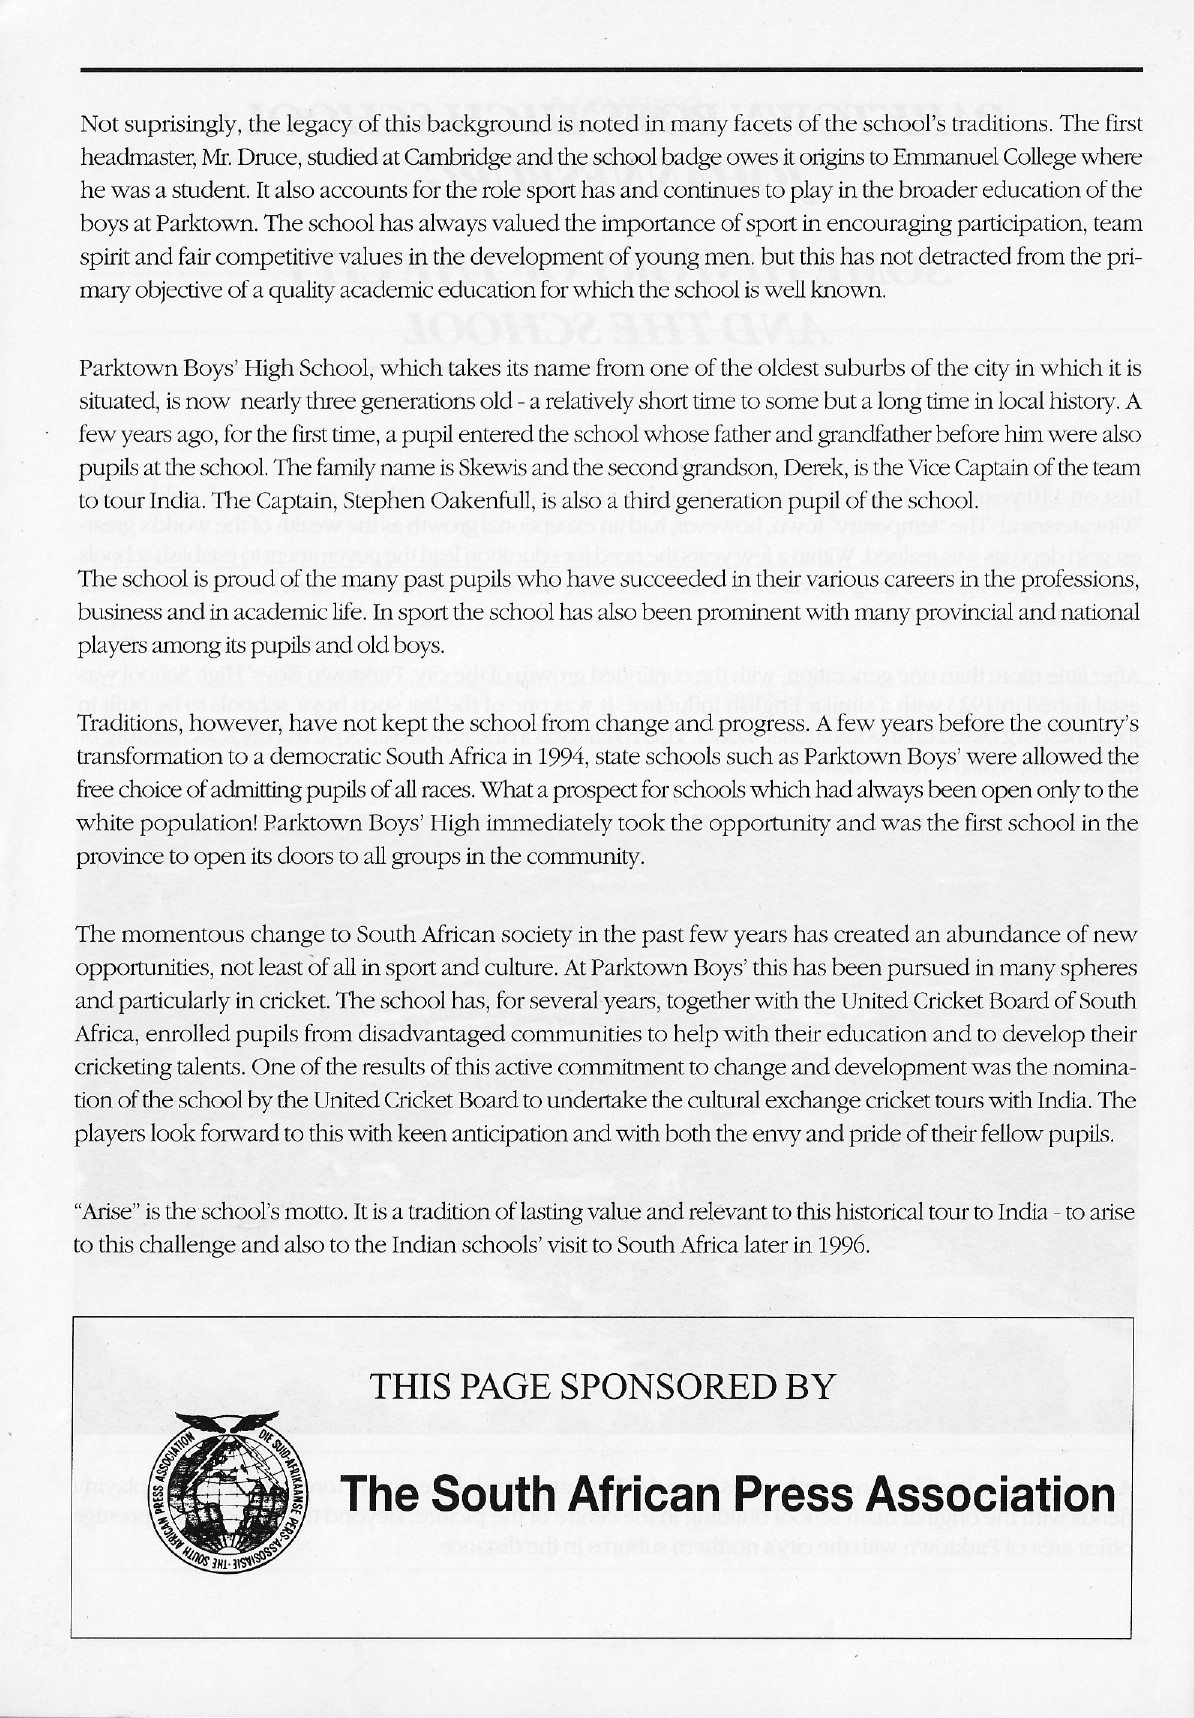 Not suprisingly, the legacy of this background is noted in many facets of the school's traditions. The first
headmaster, Mr. Druce, studied at Cambridge and the school badge owes it origins to Emmanuel College where
he was a student. It also accounts for the role sport has and continues to play in the broader education of the
boys at Parktown. The school has always valued the importance of sport in encouraging participation, team
spirit and fair competitive values in the development of young men. but this has not detracted from the pri-
mary objective of a quality academic education for which the school is well known.
Parktown Boys' High School, which takes its name from one of the oldest suburbs of the city in which it is
situated, is now nearly three generations old - a relatively short time to some but a long time in local history. A
few years ago, for the first time, a pupil entered the school whose father and grandfather before him were also
pupils at the school. The family name is Skewis and the second grandson, Derek, is the Vice Captain of the team
to tour India. The Captain, Stephen Oakenfull, is also a third generation pupil of the school.
The school is proud of the many past pupils who have succeeded in their various careers in the professions,
business and in academic life. In sport the school has also been prominent with many provincial and national
players among its pupils and old boys.
Traditions, however, have not kept the school from change and progress. A few years before the country's
transformation to a democratic South Africa in 1994, state schools such as Parktown Boys' were allowed the
free choice of admitting pupils of all races. What a prospect for schools which had always been open only to the
white population! Parktown Boys' High immediately took the opportunity and was the first school in the
province to open its doors to all groups in the community.
The momentous change to South African society in the past few years has created an abundance of new
opportunities, not least of all in sport and culture. At Parktown Boys' this has been pursued in many spheres
and particularly in cricket. The school has, for several years, together with the United Cricket Board of South
Africa, enrolled pupils from disadvantaged communities to help with their education and to develop their
cricketing talents. One of the results of this active commitment to change and development was the nomina-
tion of the school by the United Cricket Board to undertake the cultural exchange cricket tours with India. The
players look forward to this with keen anticipation and with both the envy and pride of their fellow pupils.
"Arise" is the school's motto. It is a tradition of lasting value and relevant to this historical tour to India - to arise
to this challenge and also to the Indian schools' visit to South Africa later in 1996.
THIS PAGE SPONSORED BY
The South African Press Association
THE SOUTH AFRICAN PRESS ASSOCIATION
DIE SUID-AFRIKAANSE PERS-ASSOSIASIE